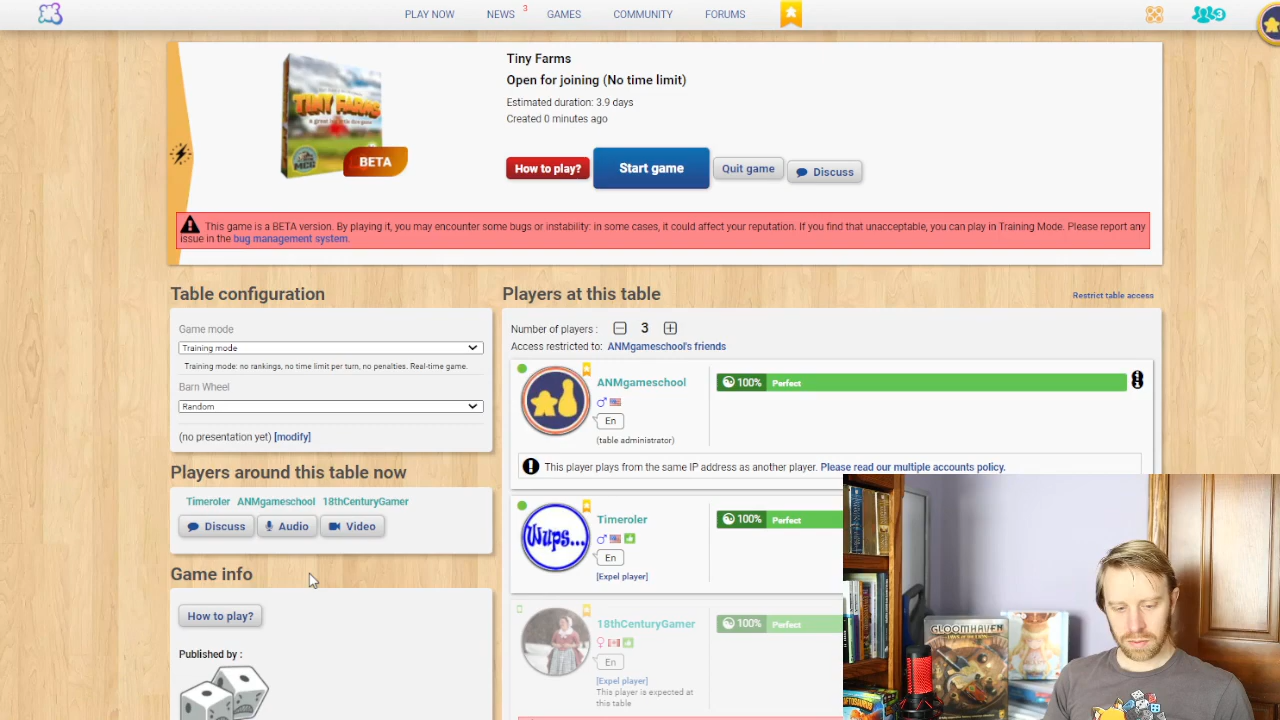 PLAY NOW NEWS 3 GAMES COMMUNITY FORUMS 3
Tiny Farms
Open for joining (No time limit)
Estimated duration: 3.9 days
Created 0 minutes ago
TINY FARMS
BETA
How to play? Start game Quit game Discuss
This game is a BETA version. By playing it, you may encounter some bugs or instability: in some cases, it could affect your reputation. If you find that unacceptable, you can play in Training Mode. Please report any
issue in the bug management system.
Table configuration
Game mode
Training mode
Training mode: no rankings, no time limit per turn, no penalties. Real-time game.
Barn Wheel
Random
(no presentation yet) [modify]
Players around this table now
Timeroler ANMgameschool 18thCenturyGamer
Discuss Audio Video
Game info
How to play?
Published by :
Players at this table
Restrict table access
Number of players : 3
Access restricted to: ANMgameschool's friends
ANMgameschool
100% Perfect
En
(table administrator)
This player plays from the same IP address as another player. Please read our multiple accounts policy.
Wups...
Timeroler
100% Perfect
En
[Expel player]
18thCenturyGamer
100% Perfect
En
[Expel player]
This player is expected at
this table
GLOOMHAVEN